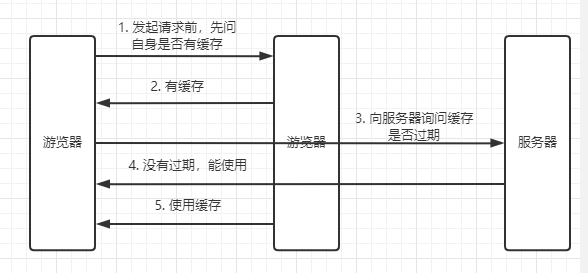 1. 发起请求前，先问
自身是否有缓存
2. 有缓存
3. 向服务器询问缓存
是否过期
游览器
游览器
服务器
4. 没有过期，能使用
5. 使用缓存